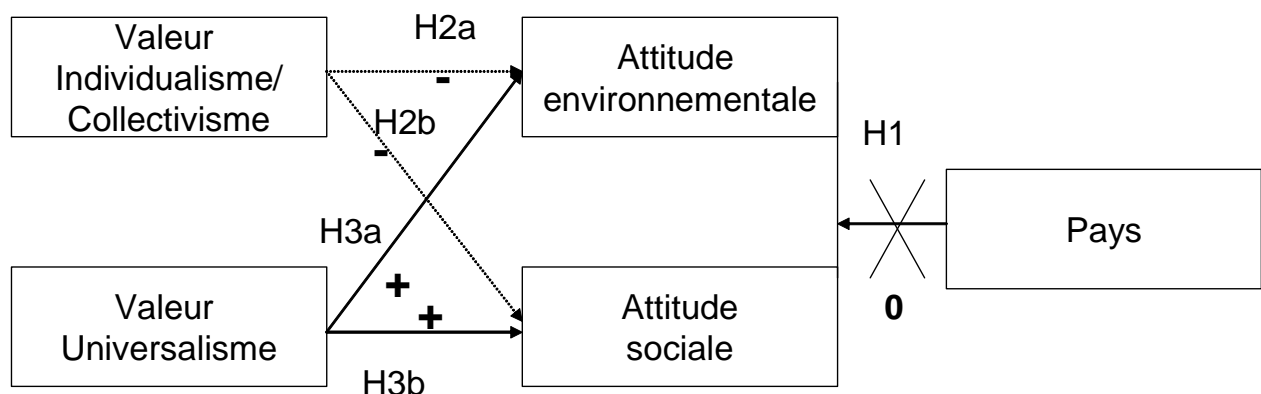 Valeur
Individualisme/
Collectivisme
H2a
-
Attitude
environnementale
H2b
-
H1
H3a
Pays
Valeur
Universalisme
+
+
Attitude
sociale
0
H3b